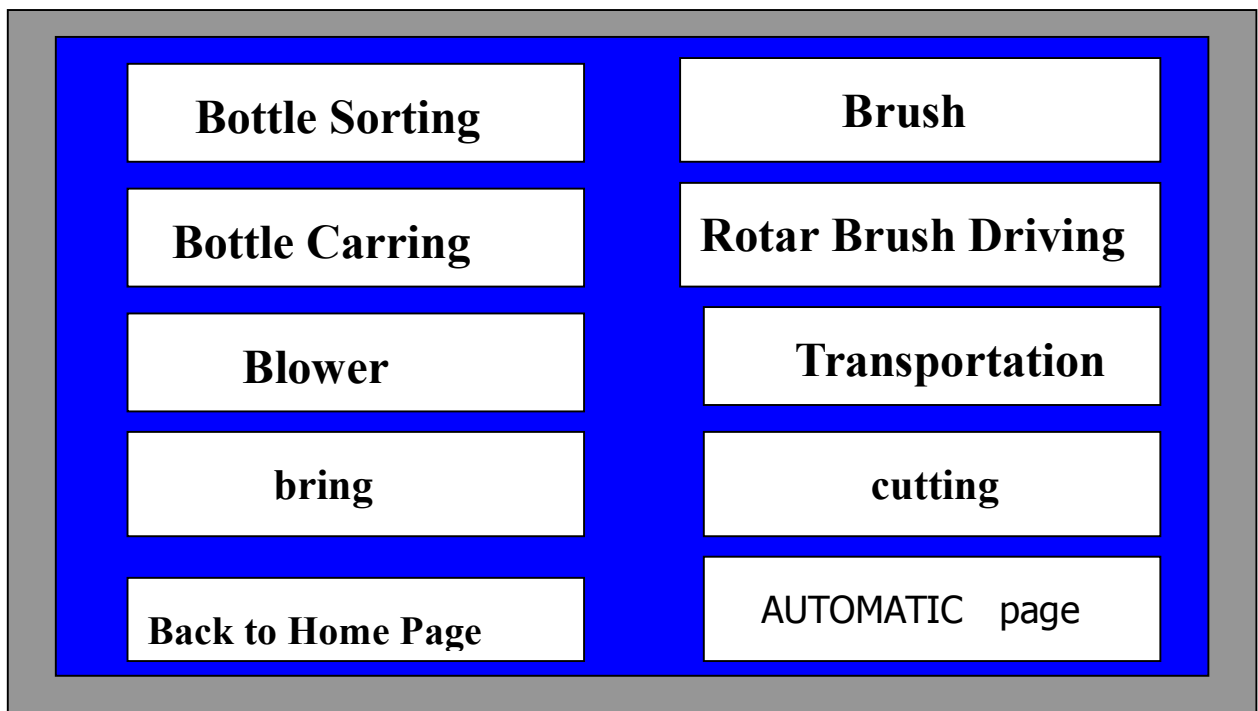 Bottle Sorting
Brush
Bottle Carring
Rotar Brush Driving
Blower
Transportation
bring
cutting
Back to Home Page
AUTOMATIC page